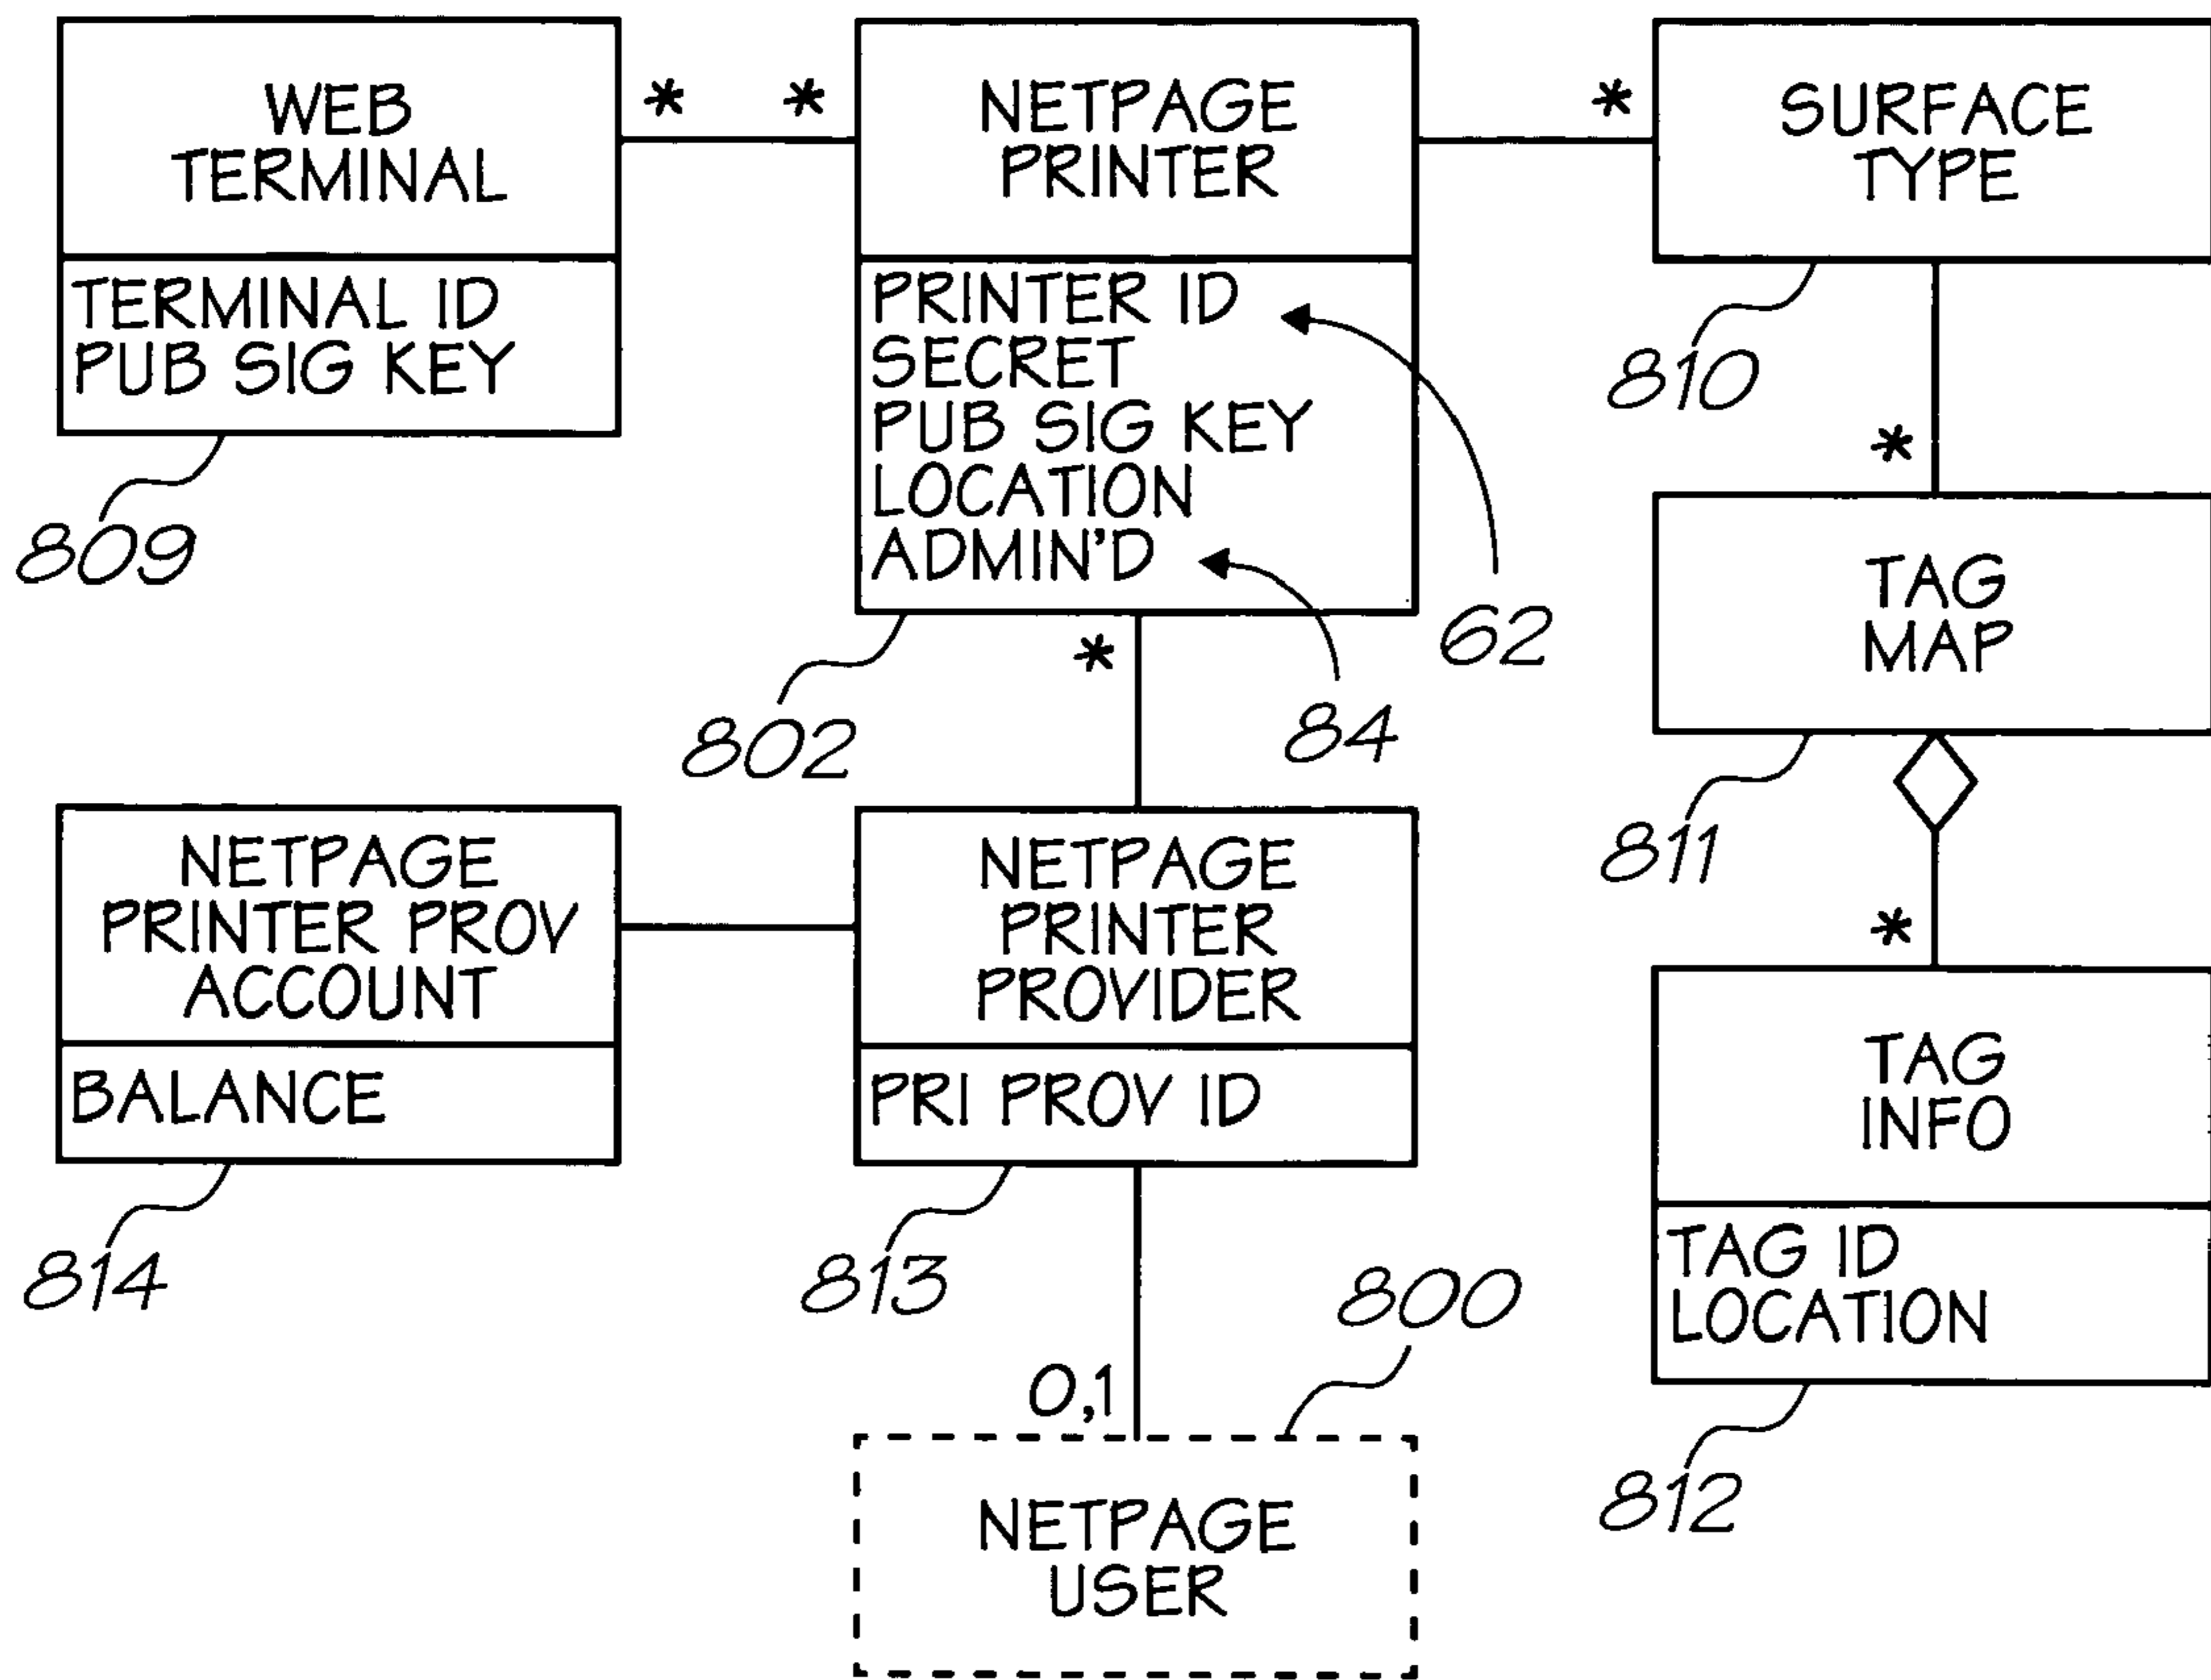 WEB
TERMINAL
TERMINAL ID
PUB SIG KEY
809
*
*
NETPAGE
PRINTER
PRINTER ID
SECRET
PUB SIG KEY
LOCATION
ADMIN'D
62
84
802
*
*
SURFACE
TYPE
810
*
TAG
MAP
811
*
TAG
INFO
TAG ID
LOCATION
812
NETPAGE
PRINTER PROV
ACCOUNT
BALANCE
814
NETPAGE
PRINTER
PROVIDER
PRI PROV ID
813
800
0,1
NETPAGE
USER